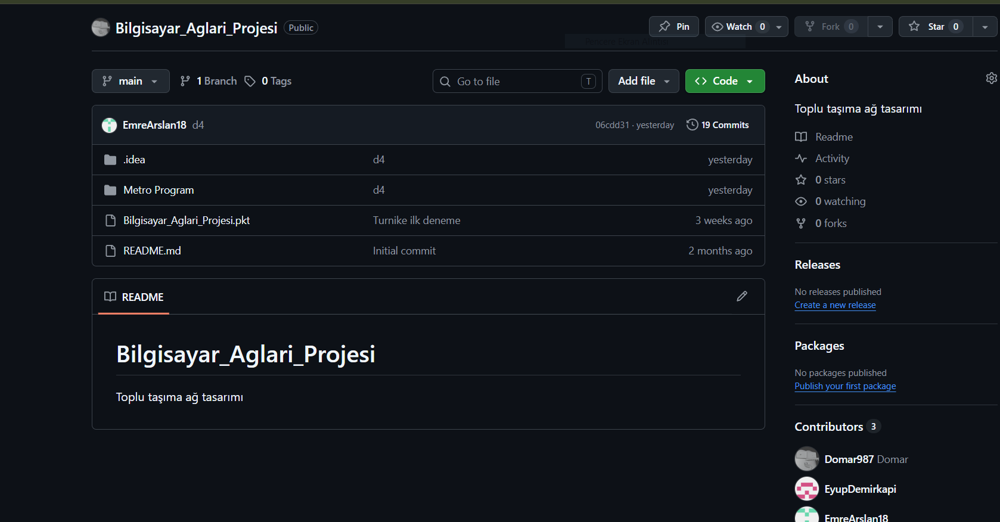 Bilgisayar_Aglari_Projesi Public
Pin Watch 0 Fork 0 Star 0
Pencere Ekran Alıntısı
main 1 Branch 0 Tags Go to file T Add file Code
EmreArslan18 d4 06cdd31 · yesterday 19 Commits
.idea d4 yesterday
Metro Program d4 yesterday
Bilgisayar_Aglari_Projesi.pkt Turnike ilk deneme 3 weeks ago
README.md Initial commit 2 months ago
README
Bilgisayar_Aglari_Projesi
Toplu taşıma ağ tasarımı
About
Toplu taşıma ağ tasarımı
Readme
Activity
0 stars
0 watching
0 forks
Releases
No releases published
Create a new release
Packages
No packages published
Publish your first package
Contributors 3
Domar987 Domar
EyupDemirkapi
EmreArslan18